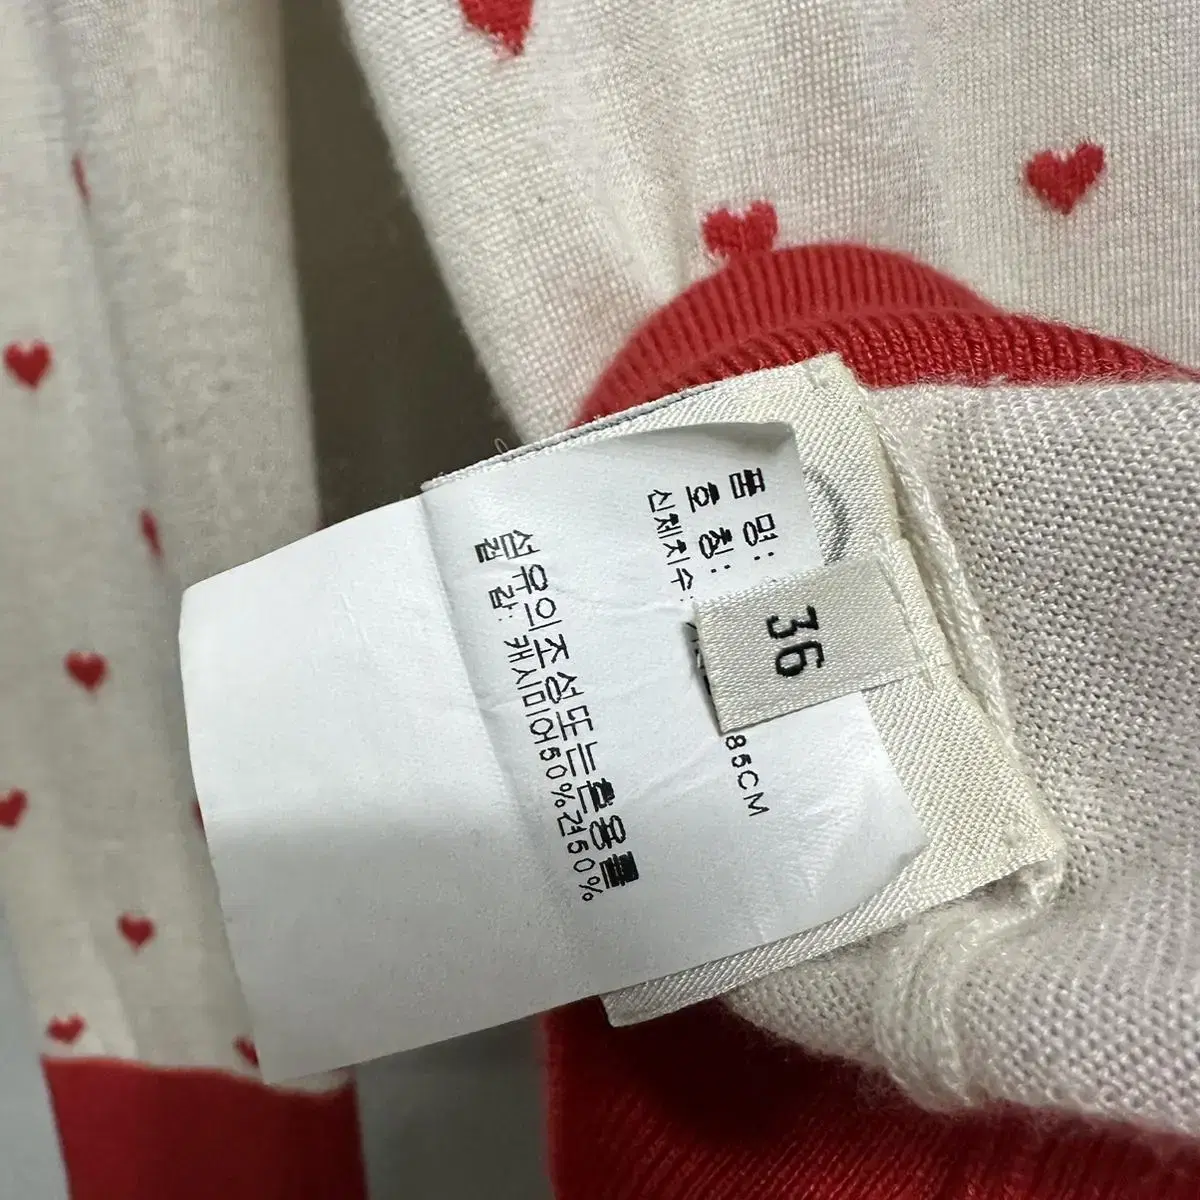 품 명:
호 칭:
신체치수:
85CM
36
섬유의조성또는혼용률
겉감: 캐시미어50%견50%